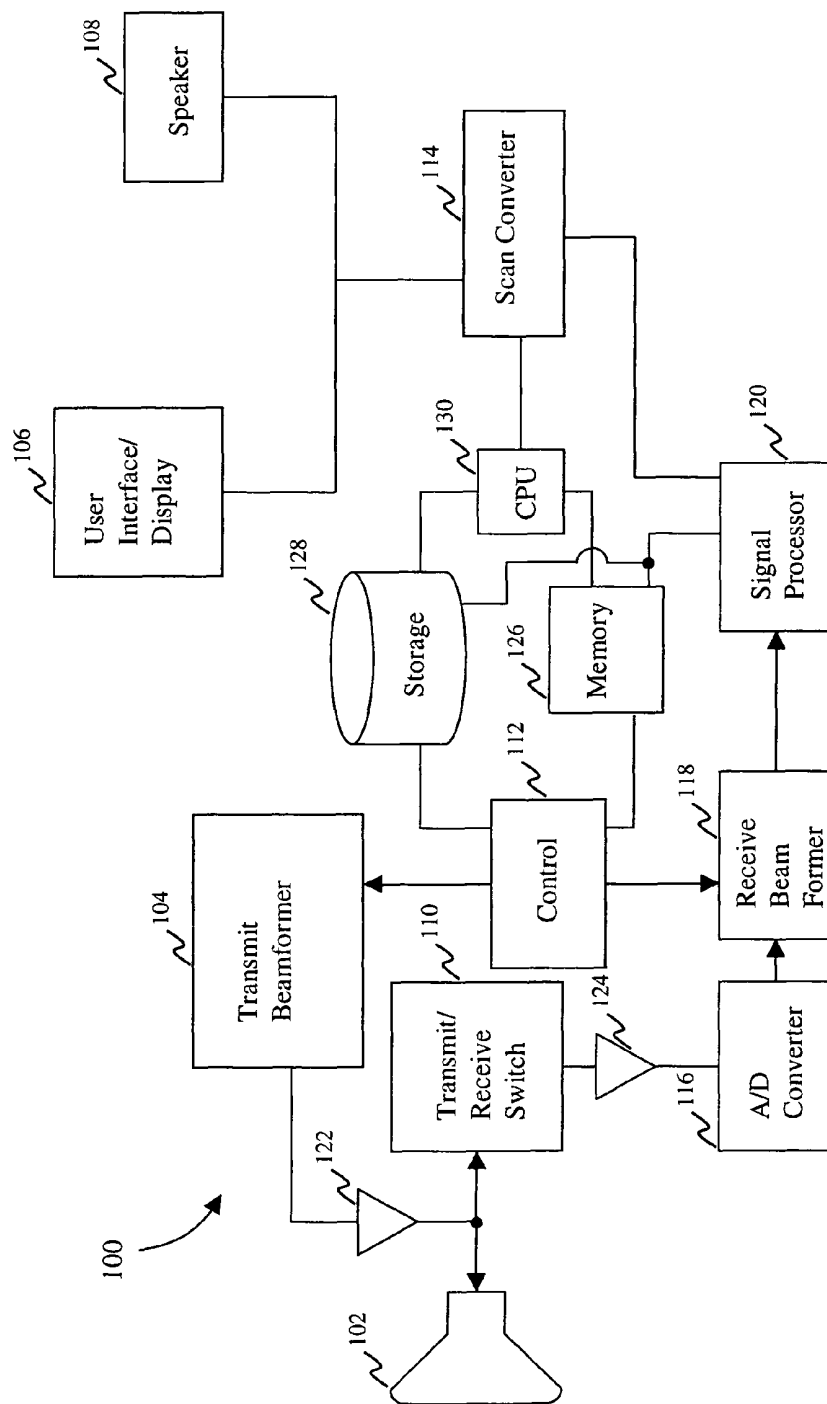 100
102
122
104
Transmit
Beamformer
110
Transmit/
Receive
Switch
124
116
A/D
Converter
112
Control
118
Receive
Beam
Former
128
Storage
126
Memory
130
CPU
120
Signal
Processor
106
User
Interface/
Display
114
Scan Converter
108
Speaker